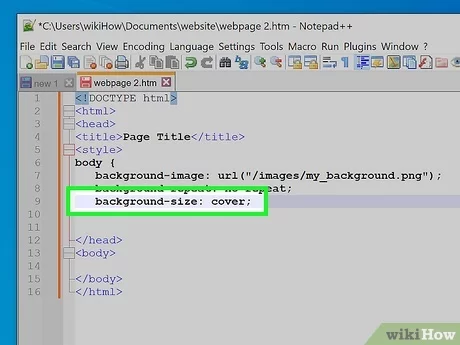 *C:\Users\wikiHow\Documents\website\webpage 2.htm - Notepad++
File Edit Search View Encoding Language Settings Tools Macro Run Plugins Window ?
new 1 webpage 2.htm
1 <!DOCTYPE html>
2 <html>
3 <head>
4 <title>Page Title</title>
5 <style>
6 body {
7 background-image: url("/images/my_background.png");
8 background-repeat: no-repeat;
9 background-size: cover;
10
11
12 </head>
13 <body>
14
15 </body>
16 </html>
wikiHow